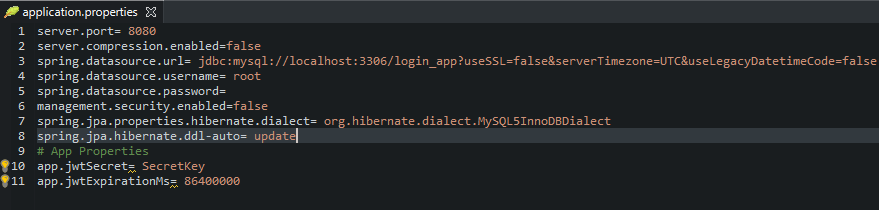 application.properties
1 server.port= 8080
2 server.compression.enabled=false
3 spring.datasource.url= jdbc:mysql://localhost:3306/login_app?useSSL=false&serverTimezone=UTC&useLegacyDatetimeCode=false
4 spring.datasource.username= root
5 spring.datasource.password=
6 management.security.enabled=false
7 spring.jpa.properties.hibernate.dialect= org.hibernate.dialect.MySQL5InnoDBDialect
8 spring.jpa.hibernate.ddl-auto= update
9 # App Properties
10 app.jwtSecret= SecretKey
11 app.jwtExpirationMs= 86400000